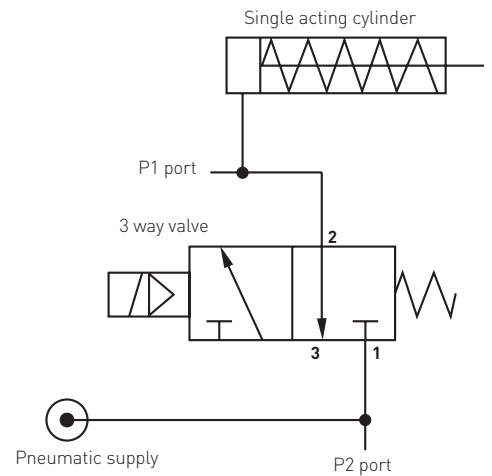 Single acting cylinder
P1 port
3 way valve
2
3
1
Pneumatic supply
P2 port